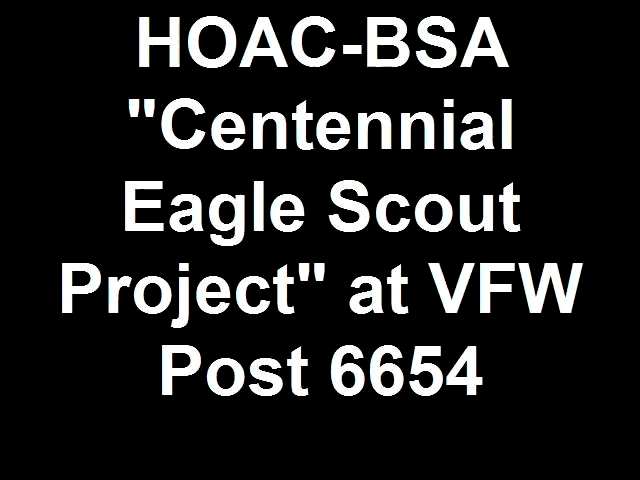 HOAC-BSA
"Centennial
Eagle Scout
Project" at VFW
Post 6654